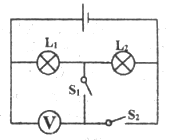 L₁ L₂
S₁
V S₂